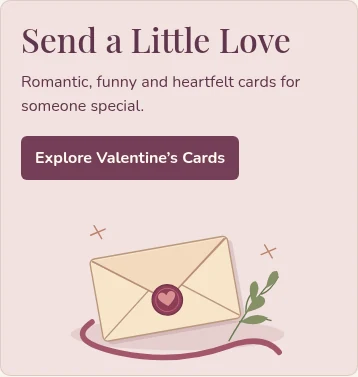 Send a Little Love
Romantic, funny and heartfelt cards for
someone special.
Explore Valentine’s Cards